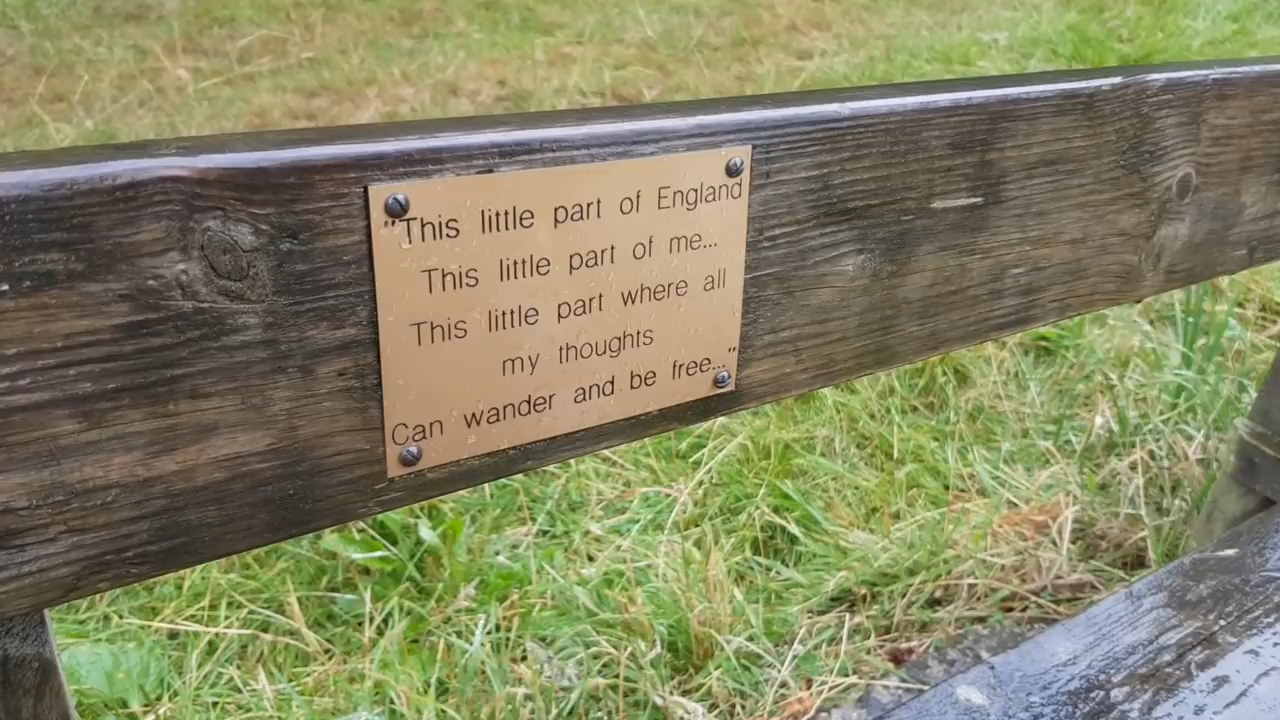 "This little part of England
This little part of me...
This little part where all
my thoughts
Can wander and be free..."